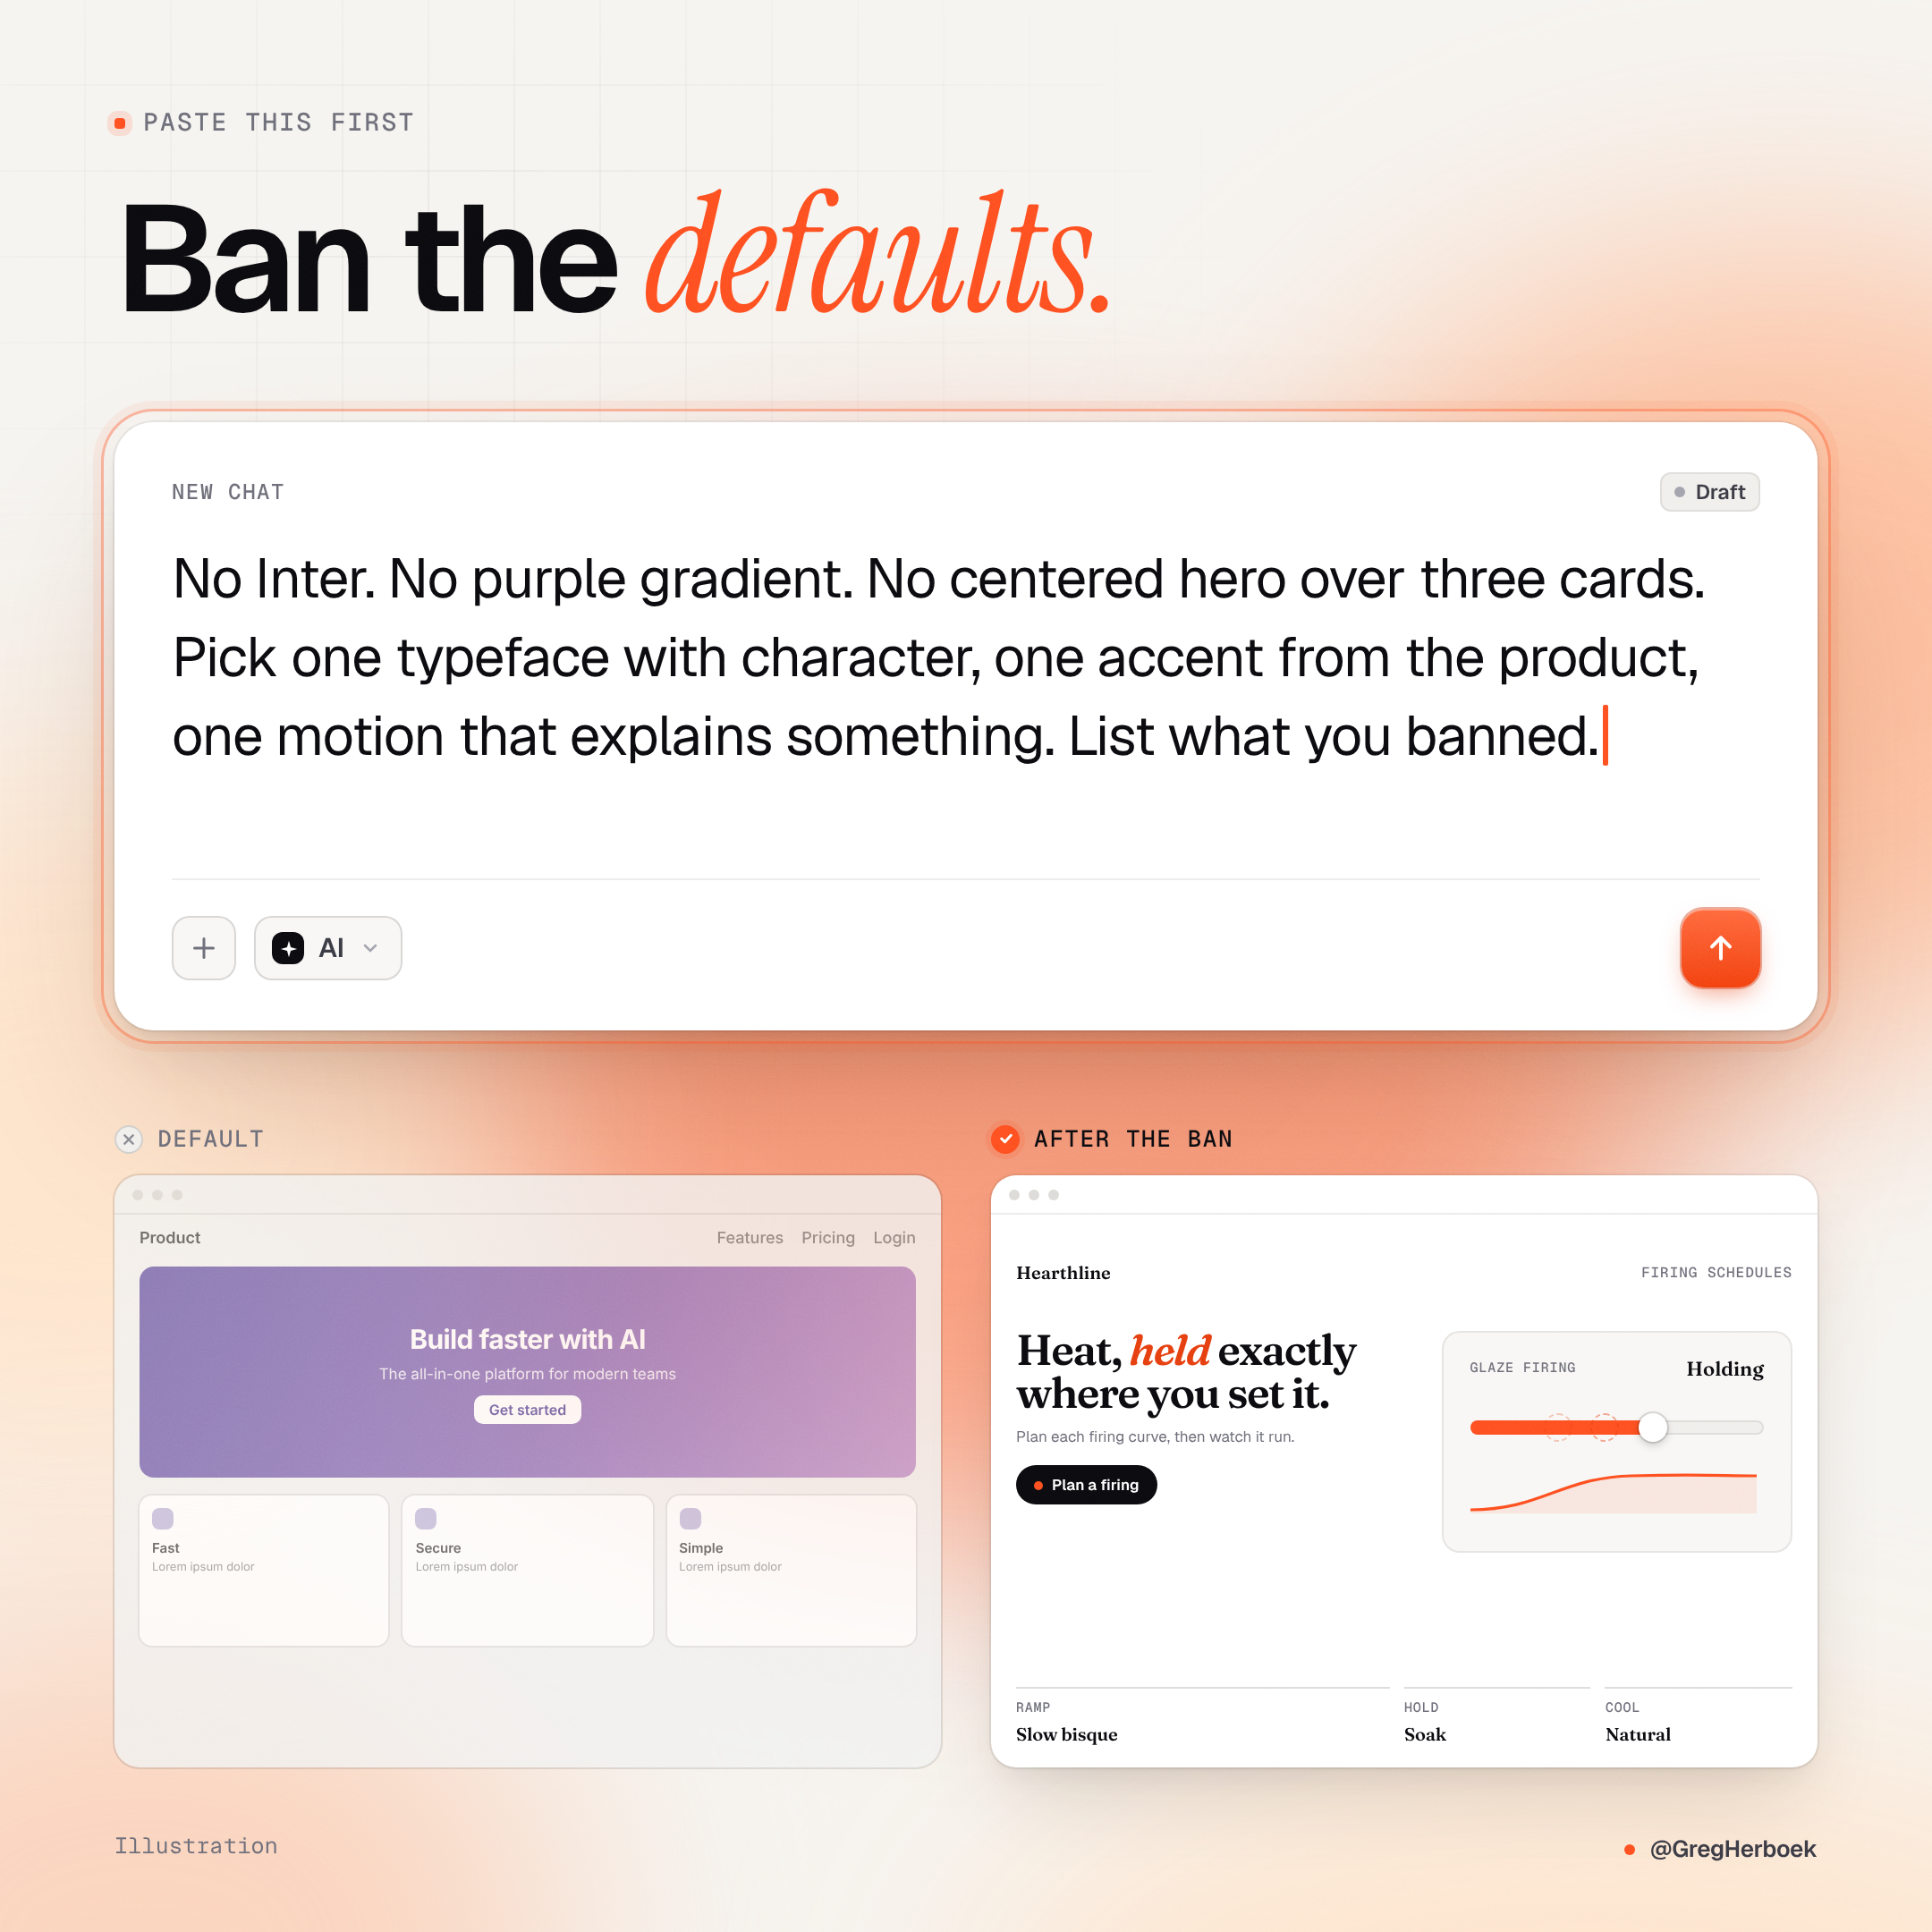 PASTE THIS FIRST
Ban the defaults.
NEW CHAT
Draft
No Inter. No purple gradient. No centered hero over three cards.
Pick one typeface with character, one accent from the product,
one motion that explains something. List what you banned.
AI
DEFAULT
Product
Features Pricing Login
Build faster with AI
The all-in-one platform for modern teams
Get started
Fast
Lorem ipsum dolor
Secure
Lorem ipsum dolor
Simple
Lorem ipsum dolor
AFTER THE BAN
Hearthline
FIRING SCHEDULES
Heat, held exactly
where you set it.
Plan each firing curve, then watch it run.
Plan a firing
GLAZE FIRING
Holding
RAMP
Slow bisque
HOLD
Soak
COOL
Natural
Illustration
@GregHerboek